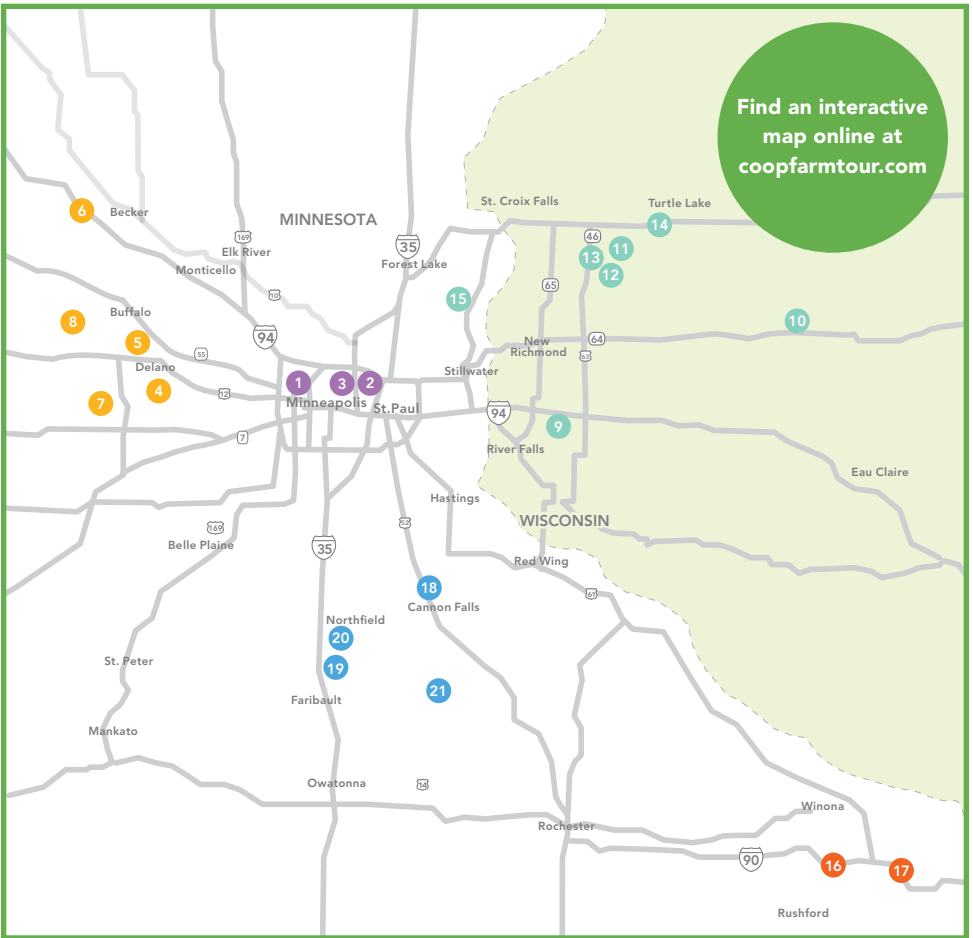 Find an interactive
map online at
coopfarmtour.com
St. Croix Falls
Turtle Lake
6
Becker
MINNESOTA
14
169
35
46
11
Elk River
Forest Lake
13
Monticello
12
65
10
15
Buffalo
8
10
94
5
New
Richmond
64
55
63
Delano
Stillwater
1
3
2
4
12
7
Minneapolis
St.Paul
94
9
7
River Falls
Eau Claire
Hastings
WISCONSIN
52
169
Belle Plaine
35
Red Wing
18
61
Cannon Falls
Northfield
20
St. Peter
19
21
Faribault
Mankato
Owatonna
14
Winona
Rochester
90
16
17
Rushford